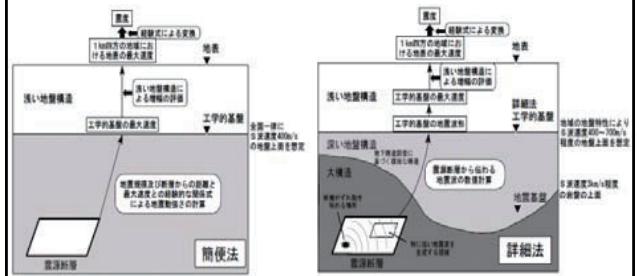 震度
経験式による変換
1km四方の地域にお
ける地表の最大速度
地表
浅い地盤構造
浅い地盤構造に
よる増幅の評価
工学的基盤
工学的基盤の最大速度
全国一律に
S波速度400m/s
の地盤上面を想定
地震規模及び断層からの距離と
最大速度との経験的な関係式
による地震動強さの計算
震源断層
簡便法
震度
経験式による変換
1km四方の地域にお
ける地表の最大速度
地表
浅い地盤構造
浅い地盤構造に
よる増幅の評価
工学的基盤の最大速度
詳細法
工学的基盤
工学的基盤の地震波形
地域の地盤特性により
S波速度400~700m/s
程度の地盤上面を想定
深い地盤構造
地下構造調査に
基づく複雑な構造
大構造
震源断層から伝わる
地震波の数値計算
S波速度3km/s程度
の岩盤の上面
地震基盤
特に強い地震波を
生成する領域
震源断層
詳細法